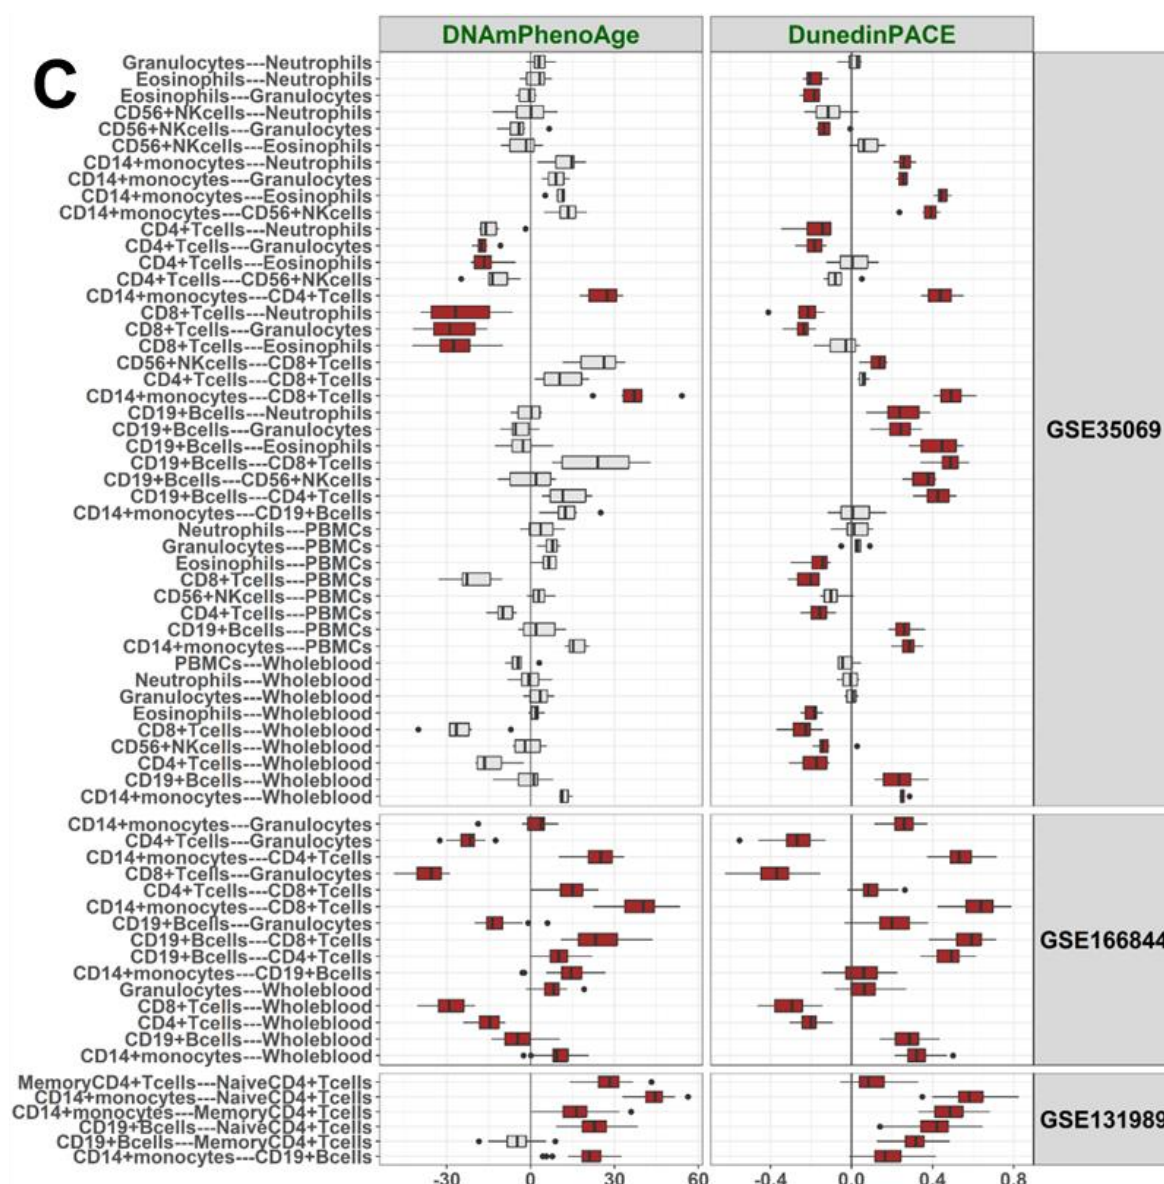 C
DNAmPhenoAge
DunedinPACE
Granulocytes---Neutrophils
Eosinophils---Neutrophils
Eosinophils---Granulocytes
CD56+NKcells---Neutrophils
CD56+NKcells---Granulocytes
CD56+NKcells---Eosinophils
CD14+monocytes---Neutrophils
CD14+monocytes---Granulocytes
CD14+monocytes---Eosinophils
CD14+monocytes---CD56+NKcells
CD4+Tcells---Neutrophils
CD4+Tcells---Granulocytes
CD4+Tcells---Eosinophils
CD4+Tcells---CD56+NKcells
CD14+monocytes---CD4+Tcells
CD8+Tcells---Neutrophils
CD8+Tcells---Granulocytes
CD8+Tcells---Eosinophils
CD56+NKcells---CD8+Tcells
CD4+Tcells---CD8+Tcells
CD14+monocytes---CD8+Tcells
CD19+Bcells---Neutrophils
CD19+Bcells---Granulocytes
CD19+Bcells---Eosinophils
CD19+Bcells---CD8+Tcells
CD19+Bcells---CD56+NKcells
CD19+Bcells---CD4+Tcells
CD14+monocytes---CD19+Bcells
Neutrophils---PBMCs
Granulocytes---PBMCs
Eosinophils---PBMCs
CD8+Tcells---PBMCs
CD56+NKcells---PBMCs
CD4+Tcells---PBMCs
CD19+Bcells---PBMCs
CD14+monocytes---PBMCs
PBMCs---Wholeblood
Neutrophils---Wholeblood
Granulocytes---Wholeblood
Eosinophils---Wholeblood
CD8+Tcells---Wholeblood
CD56+NKcells---Wholeblood
CD4+Tcells---Wholeblood
CD19+Bcells---Wholeblood
CD14+monocytes---Wholeblood
GSE35069
CD14+monocytes---Granulocytes
CD4+Tcells---Granulocytes
CD14+monocytes---CD4+Tcells
CD8+Tcells---Granulocytes
CD4+Tcells---CD8+Tcells
CD14+monocytes---CD8+Tcells
CD19+Bcells---Granulocytes
CD19+Bcells---CD8+Tcells
CD19+Bcells---CD4+Tcells
CD14+monocytes---CD19+Bcells
Granulocytes---Wholeblood
CD8+Tcells---Wholeblood
CD4+Tcells---Wholeblood
CD19+Bcells---Wholeblood
CD14+monocytes---Wholeblood
GSE166844
MemoryCD4+Tcells---NaiveCD4+Tcells
CD14+monocytes---NaiveCD4+Tcells
CD14+monocytes---MemoryCD4+Tcells
CD19+Bcells---NaiveCD4+Tcells
CD19+Bcells---MemoryCD4+Tcells
CD14+monocytes---CD19+Bcells
GSE131989
-30 0 30 60 -0.4 0.0 0.4 0.8